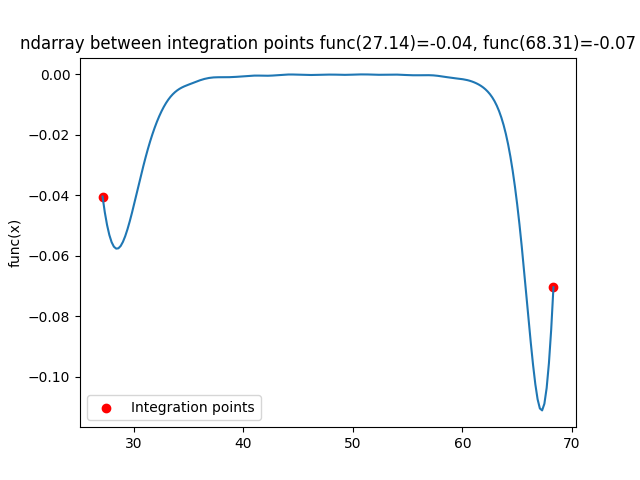 ndarray between integration points func(27.14)=-0.04, func(68.31)=-0.07
0.00
−0.02
−0.04
−0.06
−0.08
−0.10
func(x)
Integration points
30 40 50 60 70